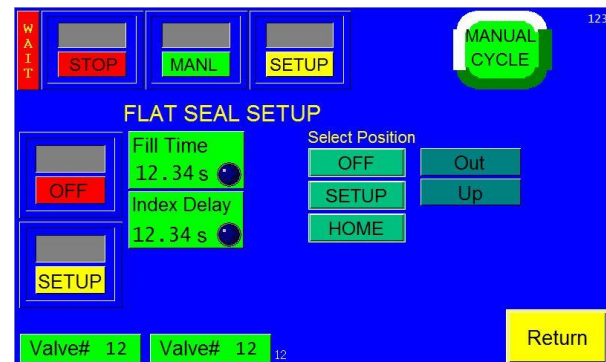 WAIT
STOP
MANL
SETUP
MANUAL
CYCLE
123
FLAT SEAL SETUP
OFF
Fill Time
12.34 s
Index Delay
12.34 s
SETUP
Select Position
OFF
Out
SETUP
Up
HOME
Valve# 12
Valve# 12
12
Return